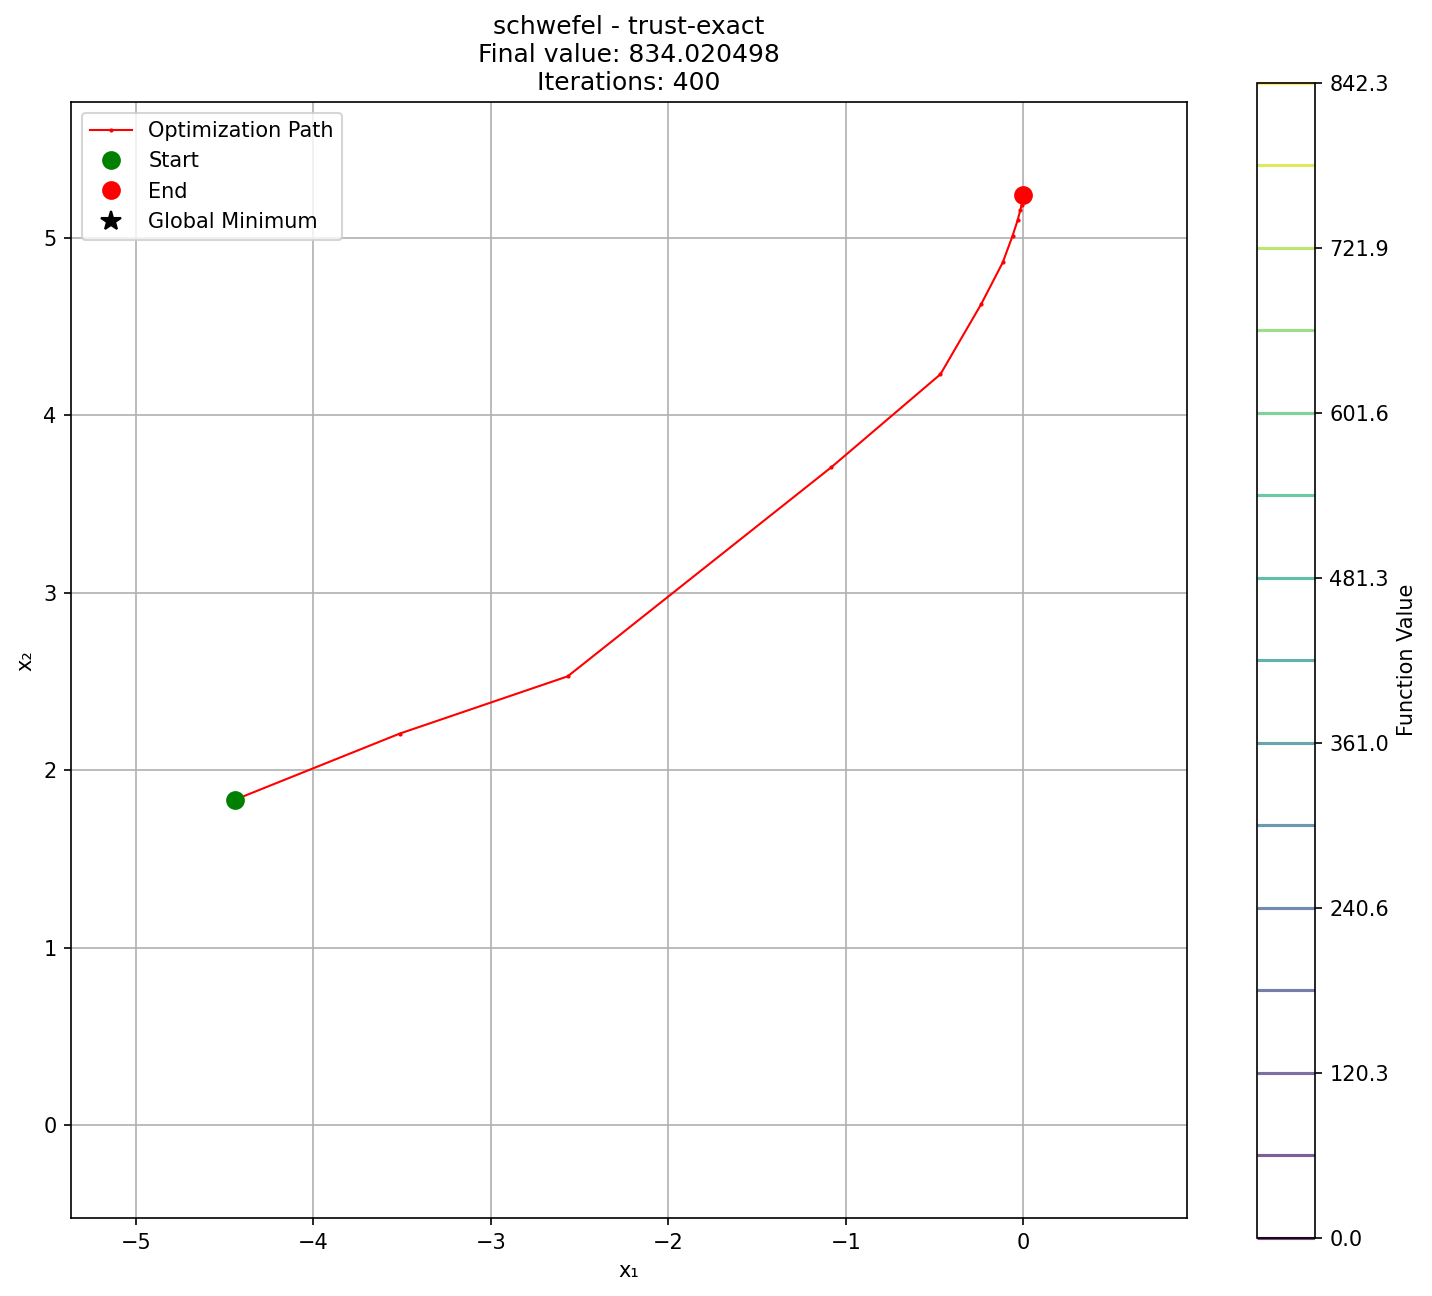 schwefel - trust-exact
Final value: 834.020498
Iterations: 400
Optimization Path
Start
End
Global Minimum
5
4
3
2
1
0
x₂
−5
−4
−3
−2
−1
0
x₁
842.3
721.9
601.6
481.3
361.0
240.6
120.3
0.0
Function Value